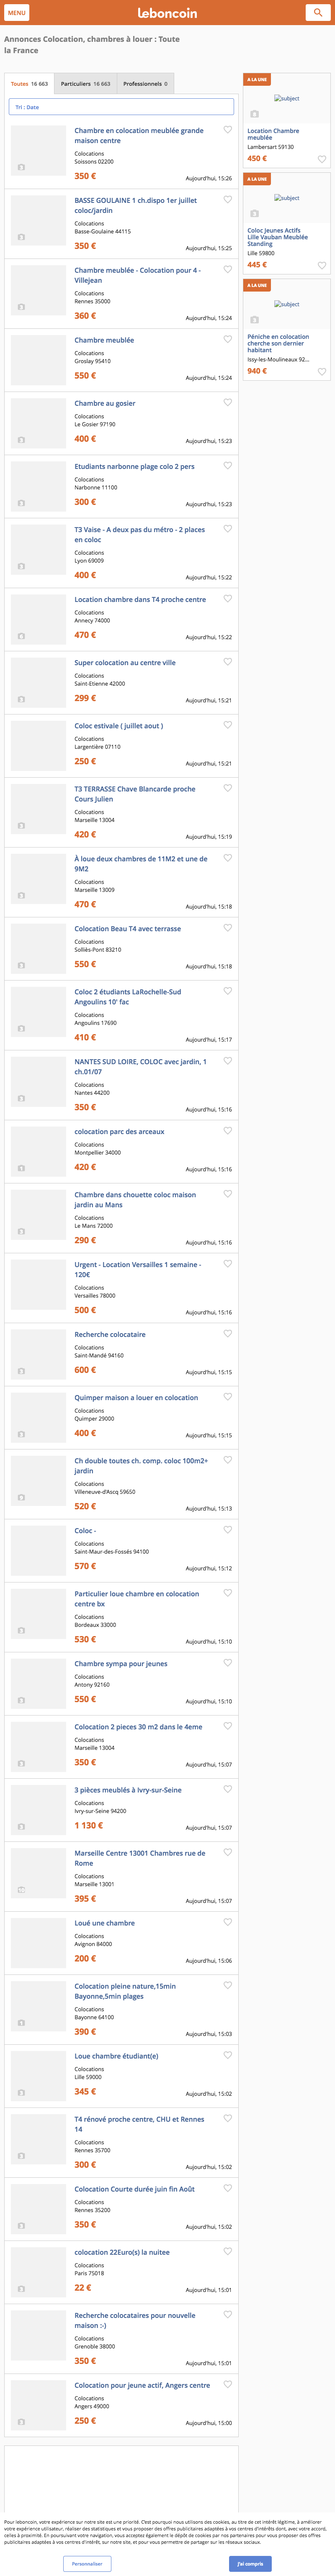 MENU
leboncoin
Annonces Colocation, chambres à louer : Toute
la France
Toutes 16 663
Particuliers 16 663
Professionnels 0
Tri : Date
Chambre en colocation meublée grande
maison centre
Colocations
Soissons 02200
350 €
Aujourd'hui, 15:26
BASSE GOULAINE 1 ch.dispo 1er juillet
coloc/jardin
Colocations
Basse-Goulaine 44115
350 €
Aujourd'hui, 15:25
Chambre meublée - Colocation pour 4 -
Villejean
Colocations
Rennes 35000
360 €
Aujourd'hui, 15:24
Chambre meublée
Colocations
Groslay 95410
550 €
Aujourd'hui, 15:24
Chambre au gosier
Colocations
Le Gosier 97190
400 €
Aujourd'hui, 15:23
Etudiants narbonne plage colo 2 pers
Colocations
Narbonne 11100
300 €
Aujourd'hui, 15:23
T3 Vaise - A deux pas du métro - 2 places
en coloc
Colocations
Lyon 69009
400 €
Aujourd'hui, 15:22
Location chambre dans T4 proche centre
Colocations
Annecy 74000
470 €
Aujourd'hui, 15:22
Super colocation au centre ville
Colocations
Saint-Etienne 42000
299 €
Aujourd'hui, 15:21
Coloc estivale ( juillet aout )
Colocations
Largentière 07110
250 €
Aujourd'hui, 15:21
T3 TERRASSE Chave Blancarde proche
Cours Julien
Colocations
Marseille 13004
420 €
Aujourd'hui, 15:19
À loue deux chambres de 11M2 et une de
9M2
Colocations
Marseille 13009
470 €
Aujourd'hui, 15:18
Colocation Beau T4 avec terrasse
Colocations
Solliès-Pont 83210
550 €
Aujourd'hui, 15:18
Coloc 2 étudiants LaRochelle-Sud
Angoulins 10' fac
Colocations
Angoulins 17690
410 €
Aujourd'hui, 15:17
NANTES SUD LOIRE, COLOC avec jardin, 1
ch.01/07
Colocations
Nantes 44200
350 €
Aujourd'hui, 15:16
colocation parc des arceaux
Colocations
Montpellier 34000
420 €
Aujourd'hui, 15:16
Chambre dans chouette coloc maison
jardin au Mans
Colocations
Le Mans 72000
290 €
Aujourd'hui, 15:16
Urgent - Location Versailles 1 semaine -
120€
Colocations
Versailles 78000
500 €
Aujourd'hui, 15:16
Recherche colocataire
Colocations
Saint-Mandé 94160
600 €
Aujourd'hui, 15:15
Quimper maison a louer en colocation
Colocations
Quimper 29000
400 €
Aujourd'hui, 15:15
Ch double toutes ch. comp. coloc 100m2+
jardin
Colocations
Villeneuve-d'Ascq 59650
520 €
Aujourd'hui, 15:13
Coloc -
Colocations
Saint-Maur-des-Fossés 94100
570 €
Aujourd'hui, 15:12
Particulier loue chambre en colocation
centre bx
Colocations
Bordeaux 33000
530 €
Aujourd'hui, 15:10
Chambre sympa pour jeunes
Colocations
Antony 92160
550 €
Aujourd'hui, 15:10
Colocation 2 pieces 30 m2 dans le 4eme
Colocations
Marseille 13004
350 €
Aujourd'hui, 15:07
3 pièces meublés à Ivry-sur-Seine
Colocations
Ivry-sur-Seine 94200
1 130 €
Aujourd'hui, 15:07
Marseille Centre 13001 Chambres rue de
Rome
Colocations
Marseille 13001
395 €
Aujourd'hui, 15:07
Loué une chambre
Colocations
Avignon 84000
200 €
Aujourd'hui, 15:06
Colocation pleine nature,15min
Bayonne,5min plages
Colocations
Bayonne 64100
390 €
Aujourd'hui, 15:03
Loue chambre étudiant(e)
Colocations
Lille 59000
345 €
Aujourd'hui, 15:02
T4 rénové proche centre, CHU et Rennes
14
Colocations
Rennes 35700
300 €
Aujourd'hui, 15:02
Colocation Courte durée juin fin Août
Colocations
Rennes 35200
350 €
Aujourd'hui, 15:02
colocation 22Euro(s) la nuitee
Colocations
Paris 75018
22 €
Aujourd'hui, 15:01
Recherche colocataires pour nouvelle
maison :-)
Colocations
Grenoble 38000
350 €
Aujourd'hui, 15:01
Colocation pour jeune actif, Angers centre
Colocations
Angers 49000
250 €
Aujourd'hui, 15:00
A LA UNE
subject
Location Chambre
meublée
Lambersart 59130
450 €
A LA UNE
subject
Coloc Jeunes Actifs
Lille Vauban Meublée
Standing
Lille 59800
445 €
A LA UNE
subject
Péniche en colocation
cherche son dernier
habitant
Issy-les-Moulineaux 92...
940 €
Pour leboncoin, votre expérience sur notre site est une priorité. C'est pourquoi nous utilisons des cookies, au titre de cet intérêt légitime, à améliorer
votre expérience utilisateur, réaliser des statistiques et vous proposer des offres publicitaires adaptées à vos centres d'intérêts dont, avec votre accord,
celles à proximité. En poursuivant votre navigation, vous acceptez également le dépôt de cookies par nos partenaires pour vous proposer des offres
publicitaires adaptées à vos centres d'intérêt, sur notre site, et pour vous permettre de partager sur les réseaux sociaux.
Personnaliser
J'ai compris